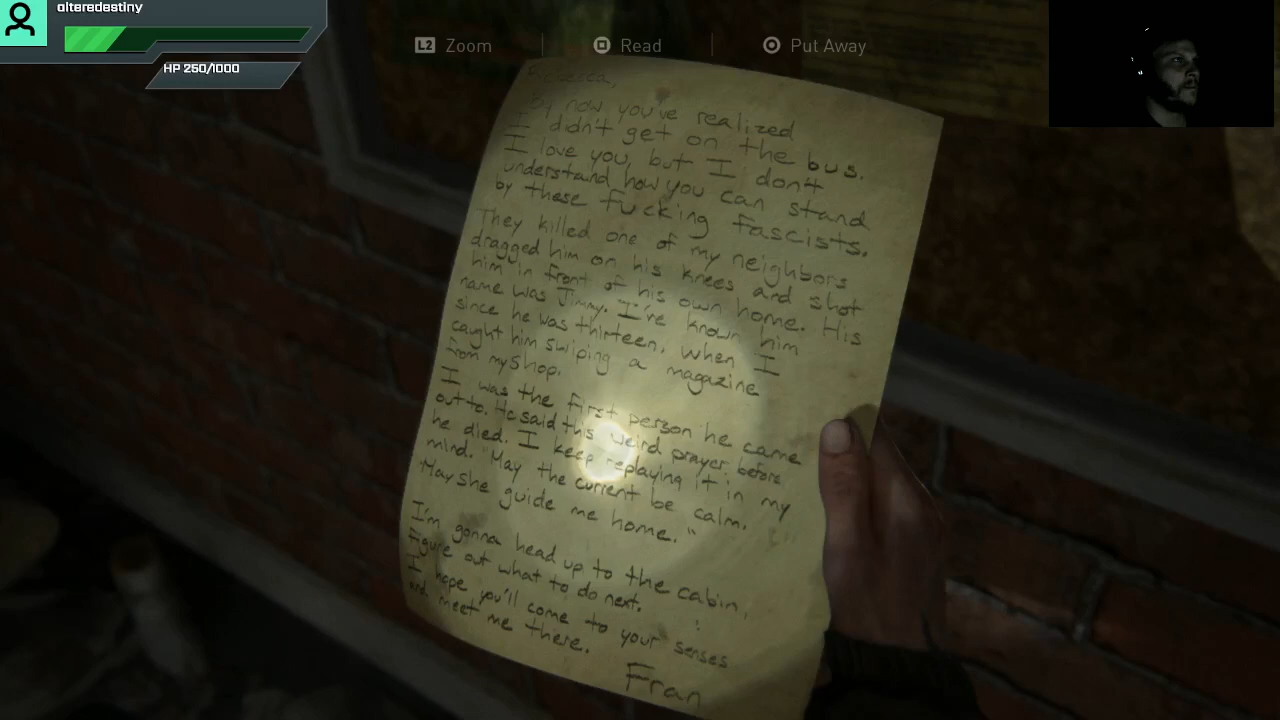 alteredestiny
HP 250/1000
L2 Zoom
Read
Put Away
Rebecca,
By now you've realized
I didn't get on the bus.
I love you, but I don't
understand how you can stand
by these fucking fascists.
They killed one of my neighbors
dragged him on his knees and shot
him in front of his own home. His
name was Jimmy. I've known him
since he was thirteen. When I
caught him swiping a magazine
from my shop.
I was the first person he came
out to. He said this weird prayer before
he died. I keep replaying it in my
mind. "May the current be calm.
May she guide me home."
I'm gonna head up to the cabin,
figure out what to do next.
I hope you'll come to your senses
and meet me there.
Fran